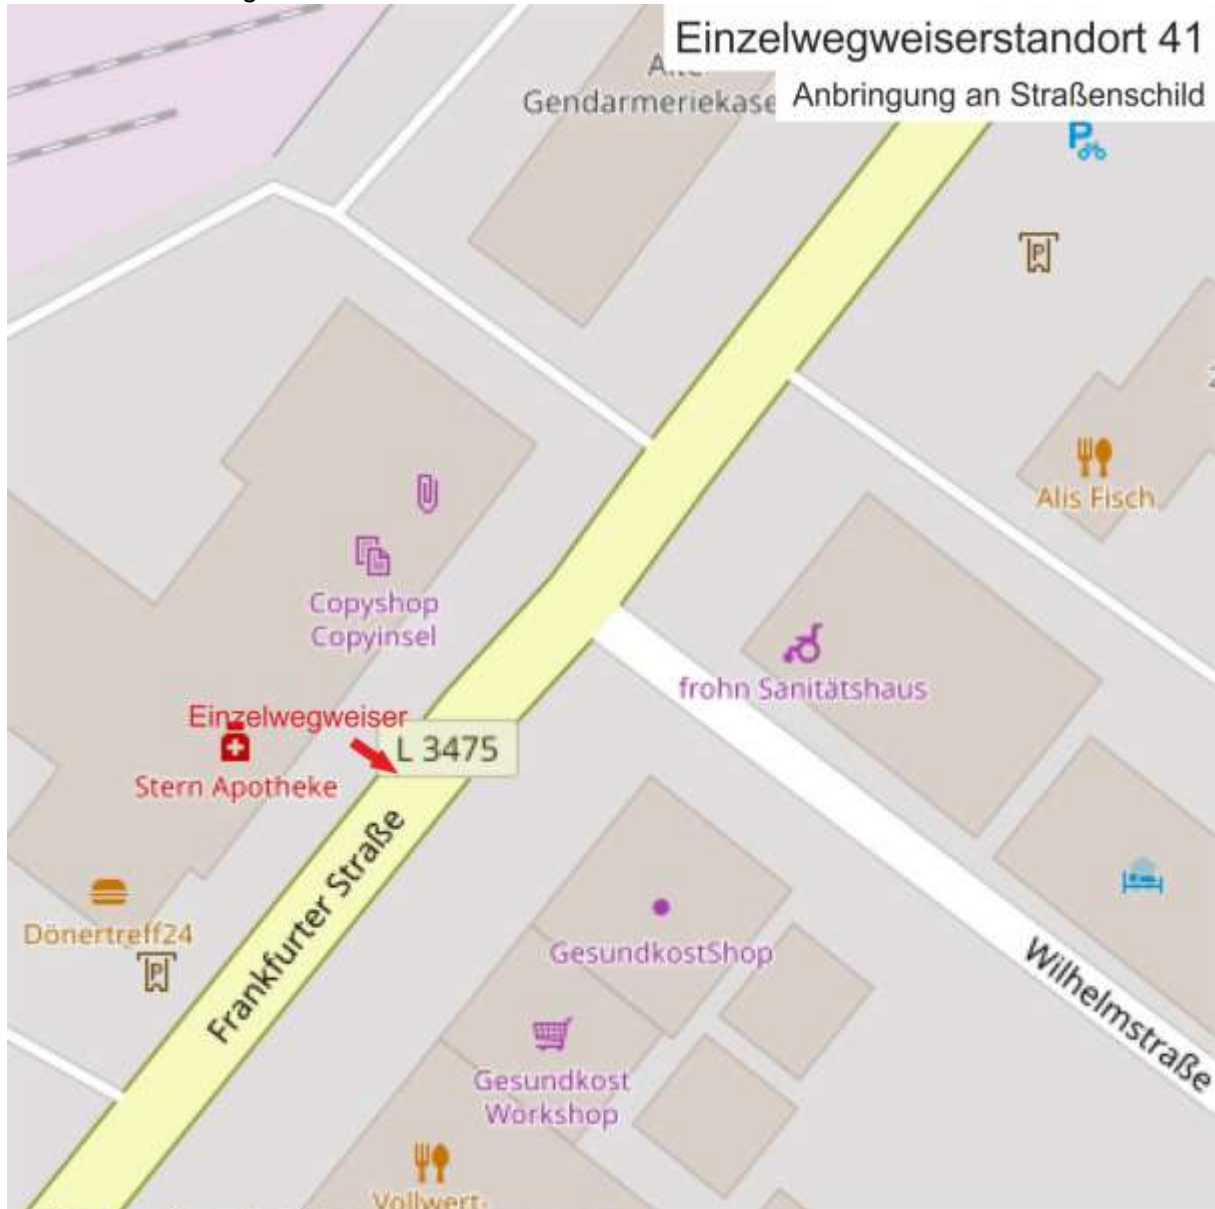 Einzelwegweiserstandort 41
Anbringung an Straßenschild
Gendarmeriekase
P
P
Alis Fisch
Copyshop
Copyinsel
frohn Sanitätshaus
Einzelwegweiser
L 3475
Stern Apotheke
Frankfurter Straße
Dönertreff24
P
GesundkostShop
Wilhelmstraße
Gesundkost
Workshop
Vollwert-